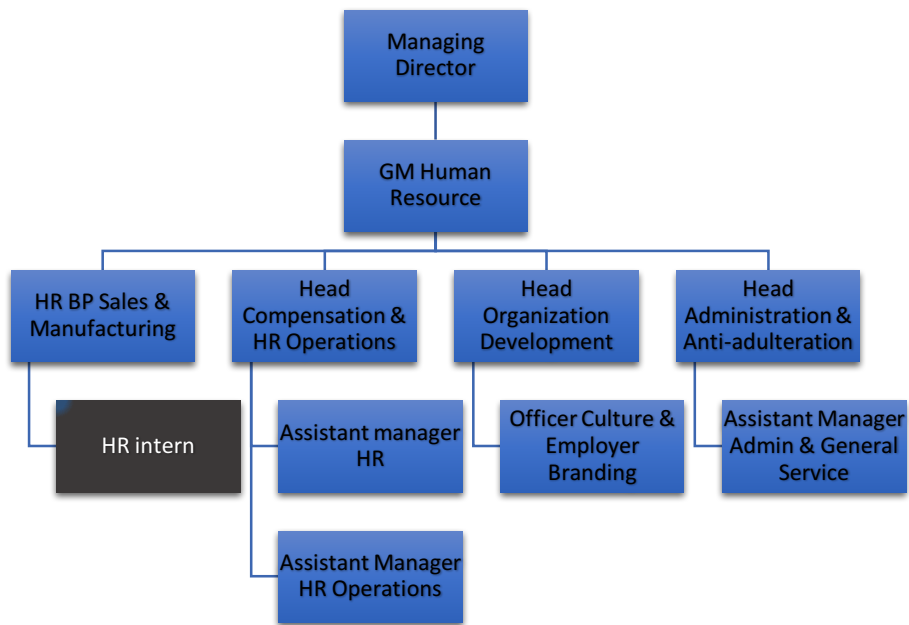 Managing
Director
GM Human
Resource
HR BP Sales &
Manufacturing
Head
Compensation &
HR Operations
Head
Organization
Development
Head
Administration &
Anti-adulteration
HR intern
Assistant manager
HR
Officer Culture &
Employer
Branding
Assistant Manager
Admin & General
Service
Assistant Manager
HR Operations